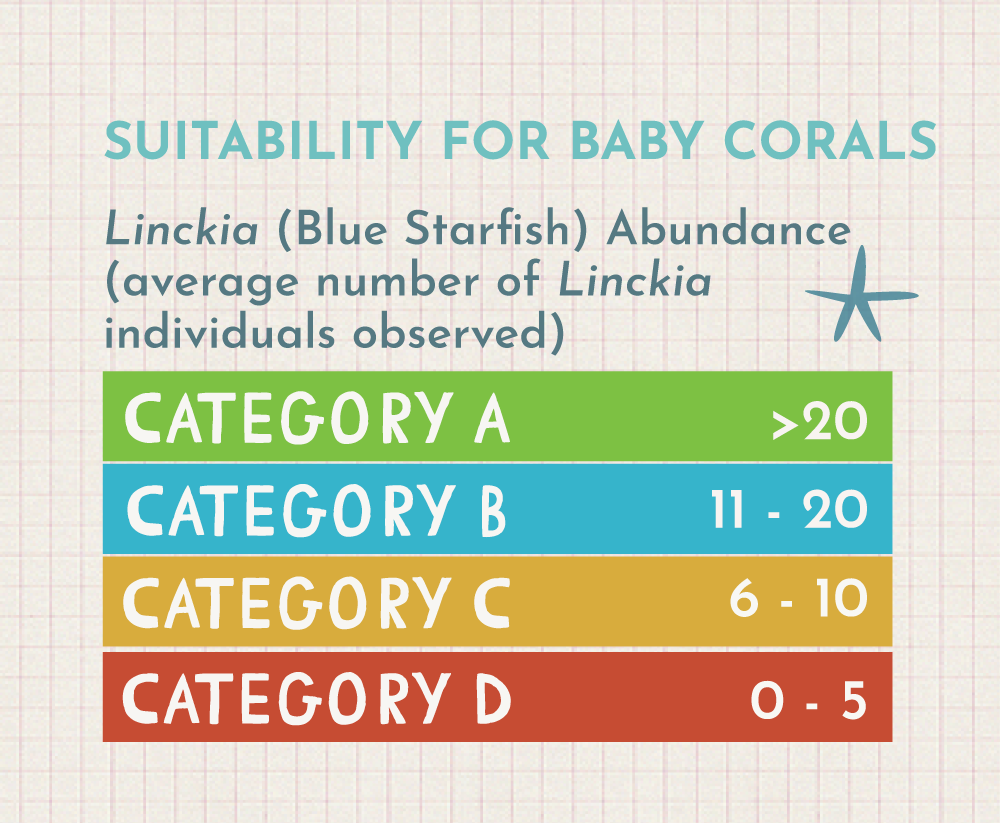 SUITABILITY FOR BABY CORALS
Linckia (Blue Starfish) Abundance
(average number of Linckia
individuals observed)
CATEGORY A >20
CATEGORY B 11 - 20
CATEGORY C 6 - 10
CATEGORY D 0 - 5